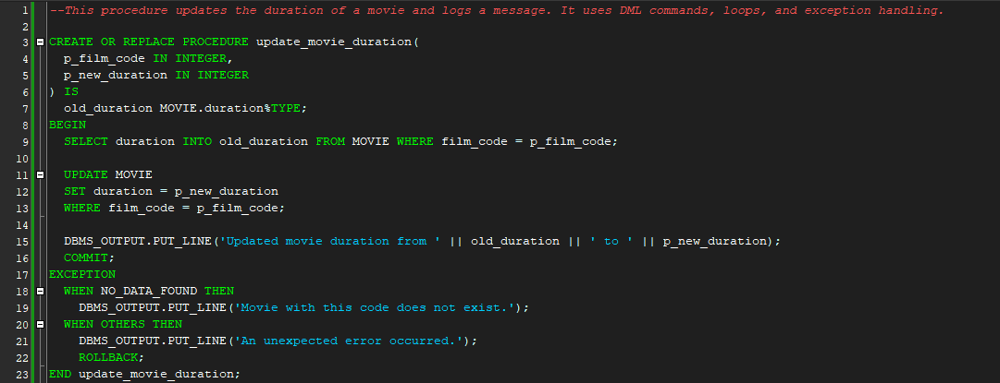 1 --This procedure updates the duration of a movie and logs a message. It uses DML commands, loops, and exception handling.
2
3 CREATE OR REPLACE PROCEDURE update_movie_duration(
4   p_film_code IN INTEGER,
5   p_new_duration IN INTEGER
6 ) IS
7   old_duration MOVIE.duration%TYPE;
8 BEGIN
9   SELECT duration INTO old_duration FROM MOVIE WHERE film_code = p_film_code;
10
11   UPDATE MOVIE
12   SET duration = p_new_duration
13   WHERE film_code = p_film_code;
14
15   DBMS_OUTPUT.PUT_LINE('Updated movie duration from ' || old_duration || ' to ' || p_new_duration);
16   COMMIT;
17 EXCEPTION
18   WHEN NO_DATA_FOUND THEN
19     DBMS_OUTPUT.PUT_LINE('Movie with this code does not exist.');
20   WHEN OTHERS THEN
21     DBMS_OUTPUT.PUT_LINE('An unexpected error occurred.');
22     ROLLBACK;
23 END update_movie_duration;